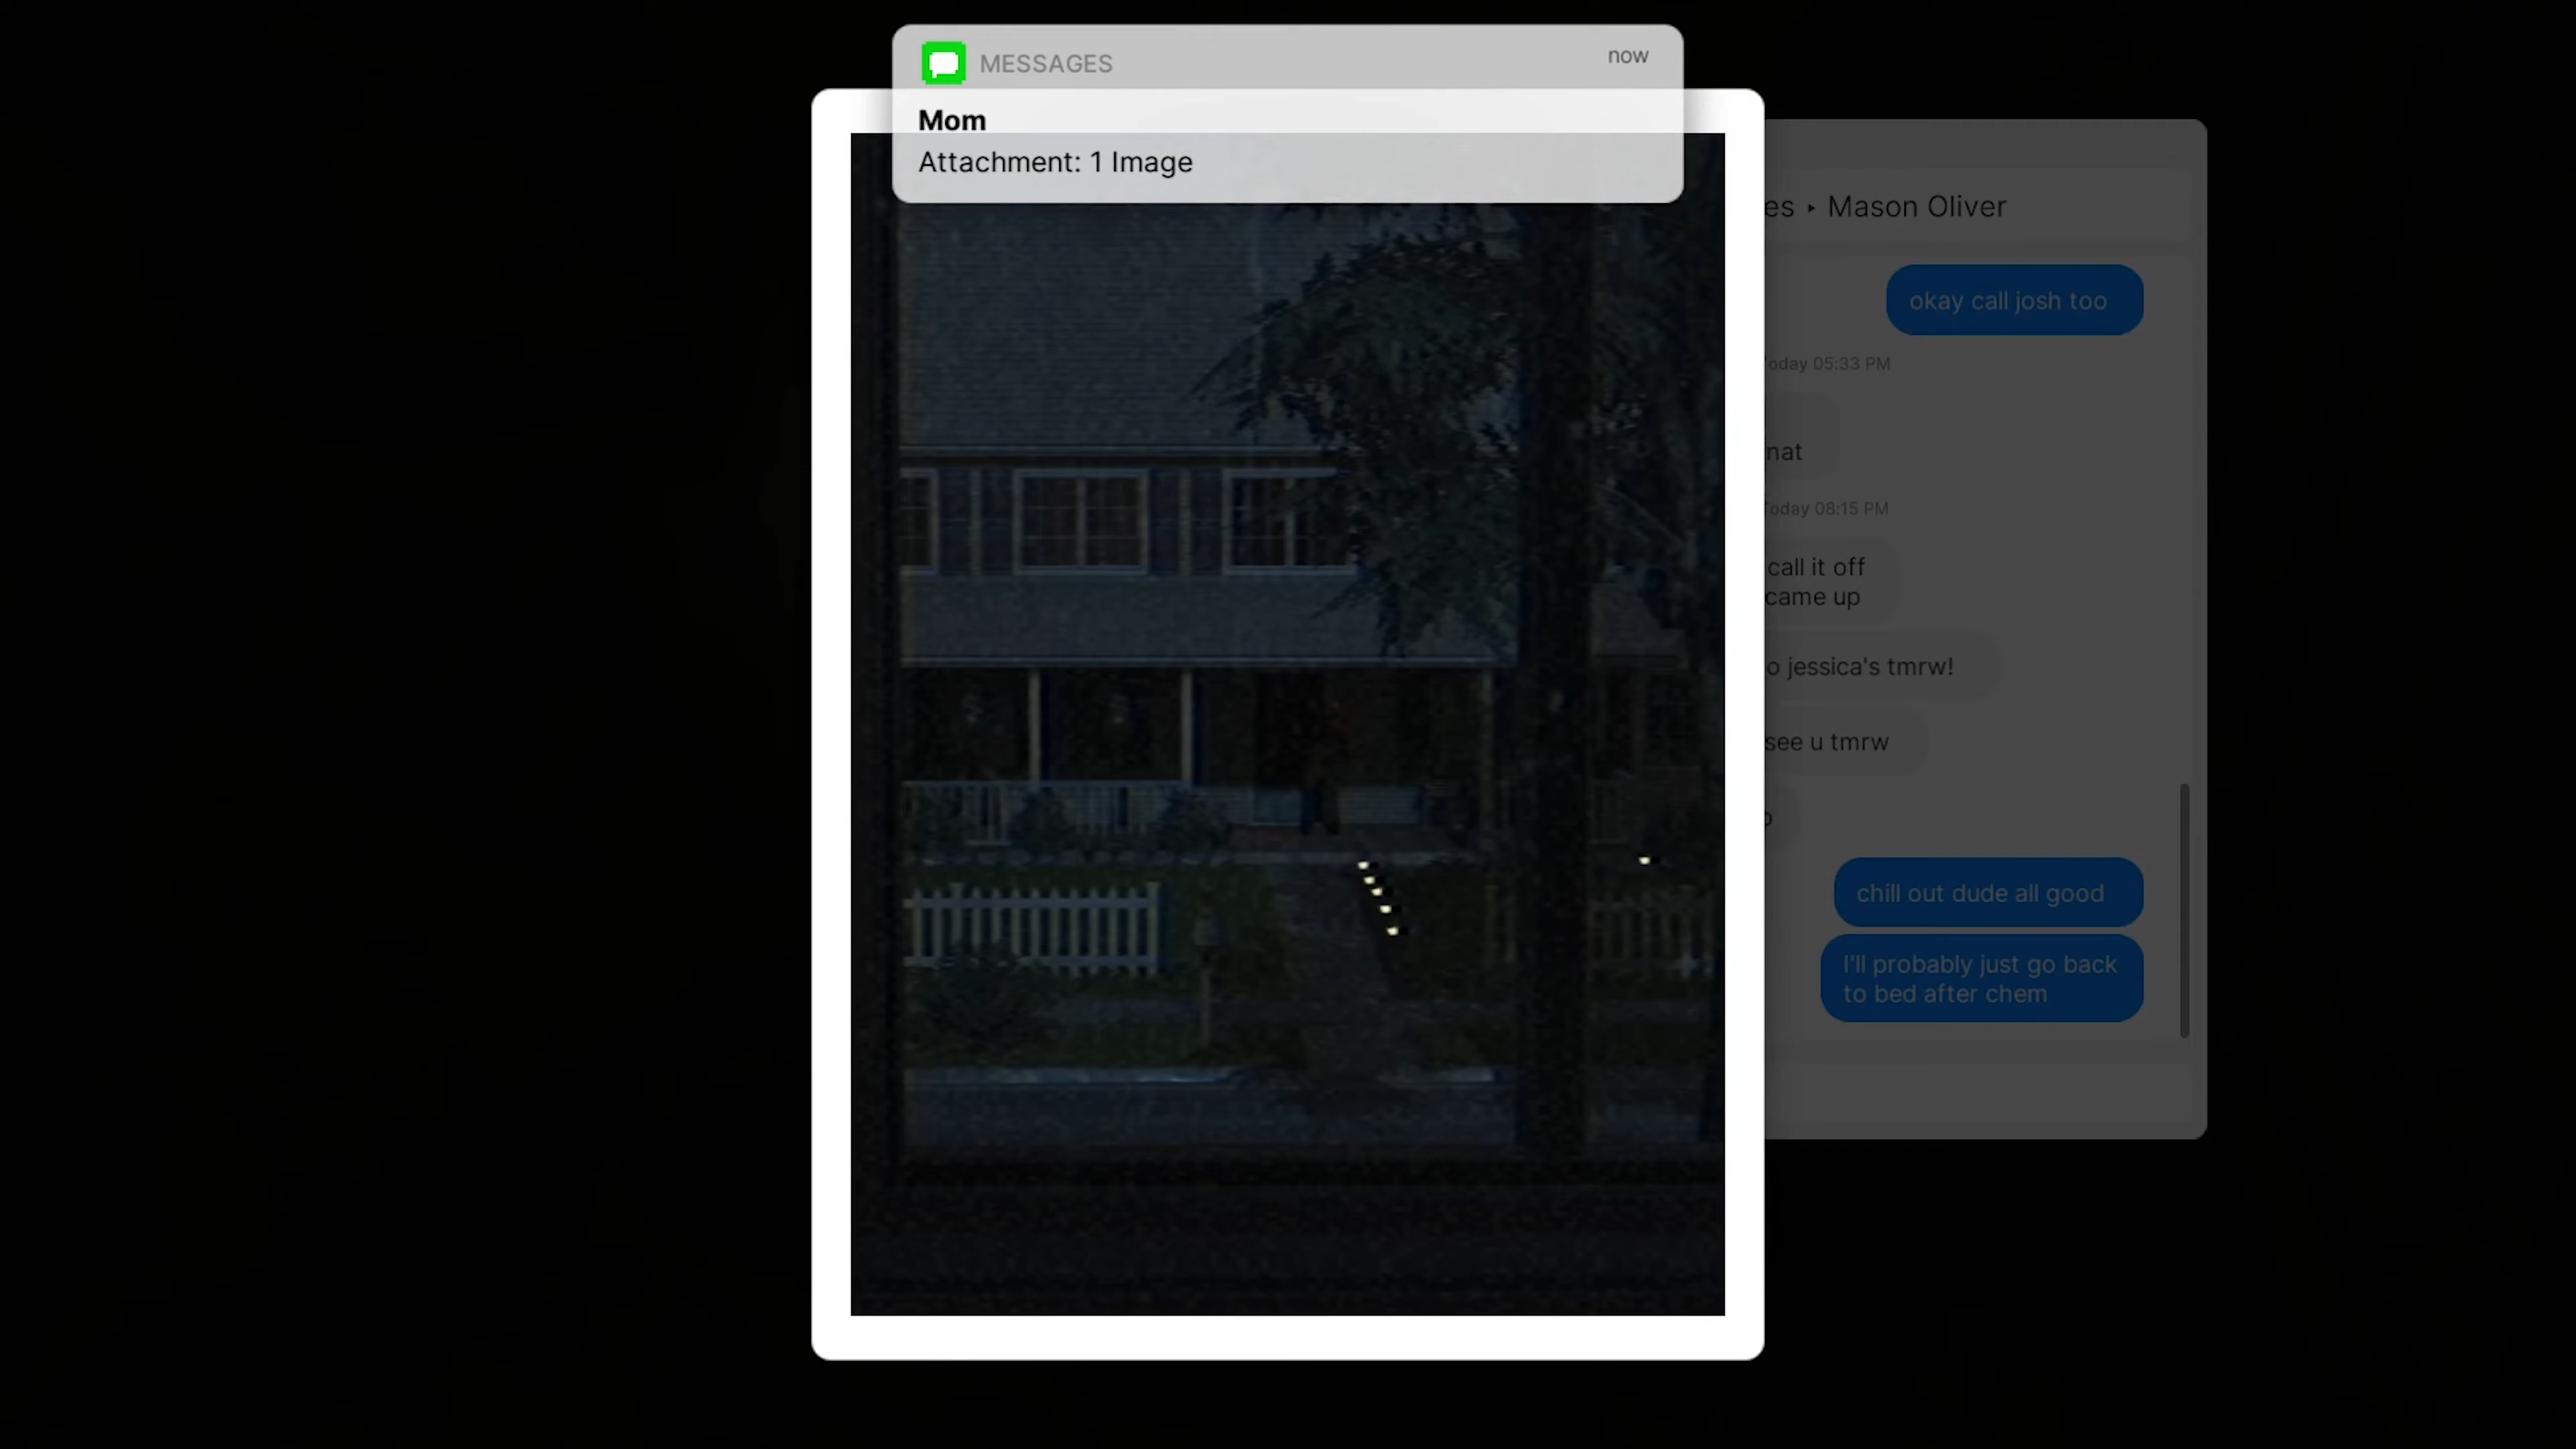 MESSAGES
now
Mom
Attachment: 1 Image
es ▸ Mason Oliver
okay call josh too
oday 05:33 PM
nat
oday 08:15 PM
call it off
came up
o jessica's tmrw!
see u tmrw
chill out dude all good
I'll probably just go back
to bed after chem